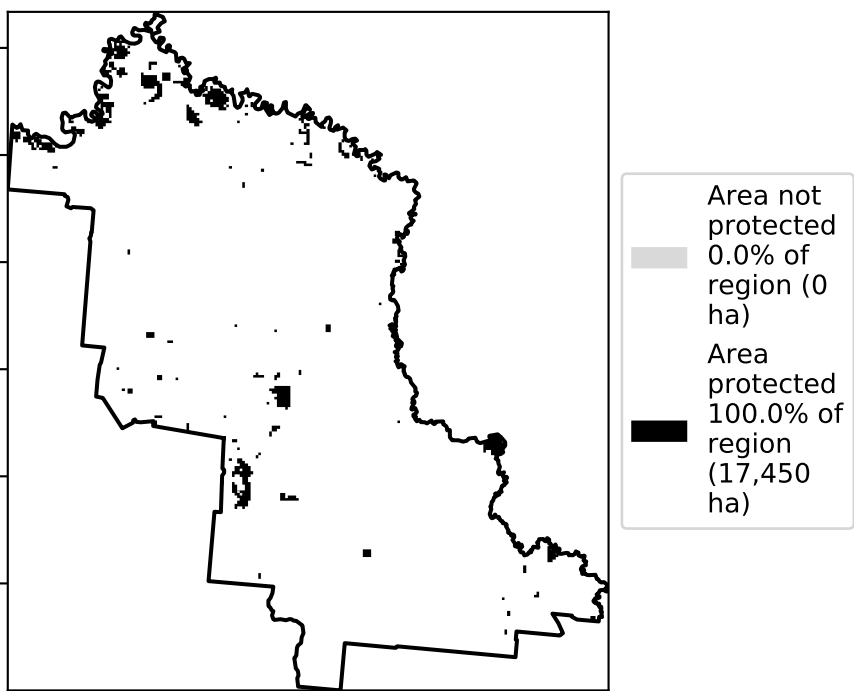 Area not
protected
0.0% of
region (0
ha)
Area
protected
100.0% of
region
(17,450
ha)